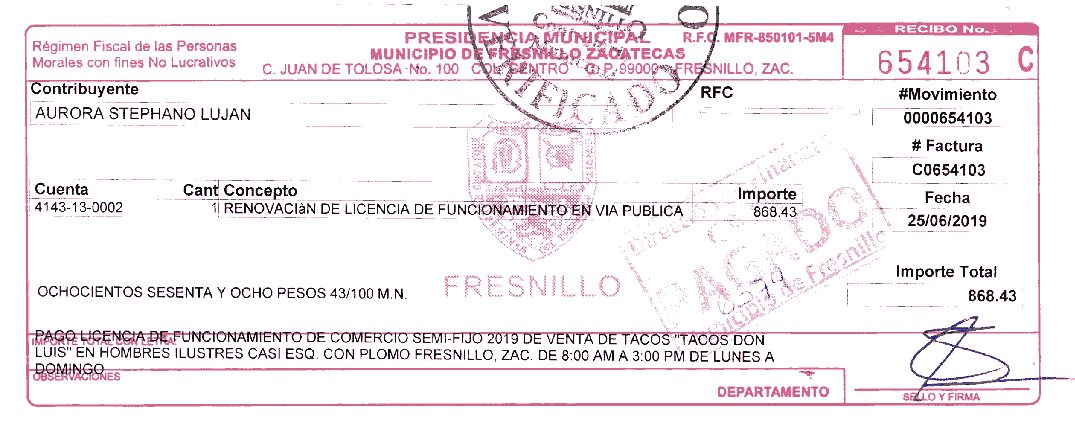 PRESIDENCIA MUNICIPAL
R.F.C. MFR-850101-5M4
RECIBO No.
Régimen Fiscal de las Personas
Morales con fines No Lucrativos
MUNICIPIO DE FRESNILLO ZACATECAS
C. JUAN DE TOLOSA No. 100 COL. CENTRO C.P. 99000 FRESNILLO, ZAC.
654103 C
Contribuyente
RFC
#Movimiento
AURORA STEPHANO LUJAN
0000654103
# Factura
C0654103
Cuenta Cant Concepto Importe
Fecha
4143-13-0002 1 RENOVACIàN DE LICENCIA DE FUNCIONAMIENTO EN VIA PUBLICA 868.43
25/06/2019
PAGADO
Municipio de Fresnillo
0574
FRESNILLO
Importe Total
OCHOCIENTOS SESENTA Y OCHO PESOS 43/100 M.N.
868.43
PAGO LICENCIA DE FUNCIONAMIENTO DE COMERCIO SEMI-FIJO 2019 DE VENTA DE TACOS "TACOS DON
IMPORTE TOTAL CON LETRA
LUIS" EN HOMBRES ILUSTRES CASI ESQ. CON PLOMO FRESNILLO, ZAC. DE 8:00 AM A 3:00 PM DE LUNES A
DOMINGO
OBSERVACIONES
DEPARTAMENTO
SELLO Y FIRMA